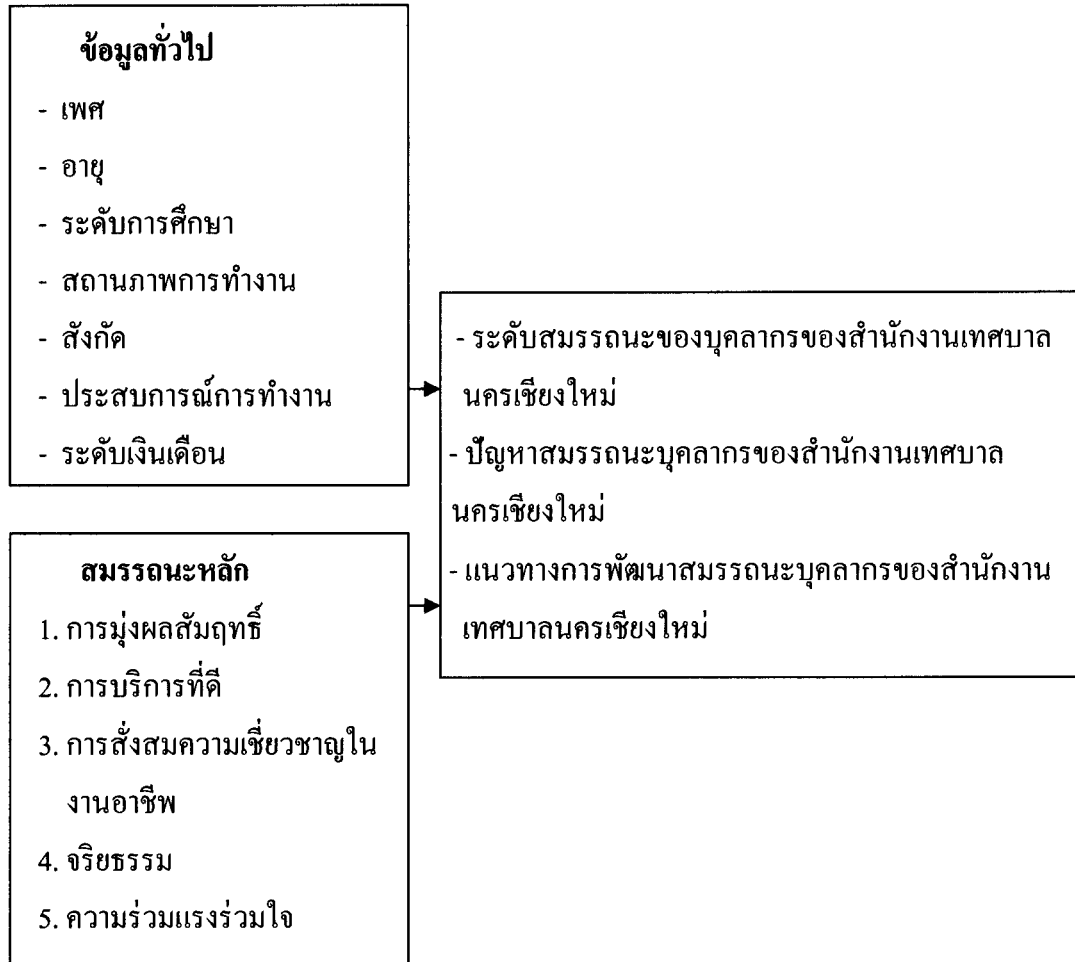 ข้อมูลทั่วไป
- เพศ
- อายุ
- ระดับการศึกษา
- สถานภาพการทำงาน
- สังกัด
- ประสบการณ์การทำงาน
- ระดับเงินเดือน
สมรรถนะหลัก
1. การมุ่งผลสัมฤทธิ์
2. การบริการที่ดี
3. การสั่งสมความเชี่ยวชาญใน
งานอาชีพ
4. จริยธรรม
5. ความร่วมแรงร่วมใจ
- ระดับสมรรถนะของบุคลากรของสำนักงานเทศบาล
นครเชียงใหม่
- ปัญหาสมรรถนะบุคลากรของสำนักงานเทศบาล
นครเชียงใหม่
- แนวทางการพัฒนาสมรรถนะบุคลากรของสำนักงาน
เทศบาลนครเชียงใหม่